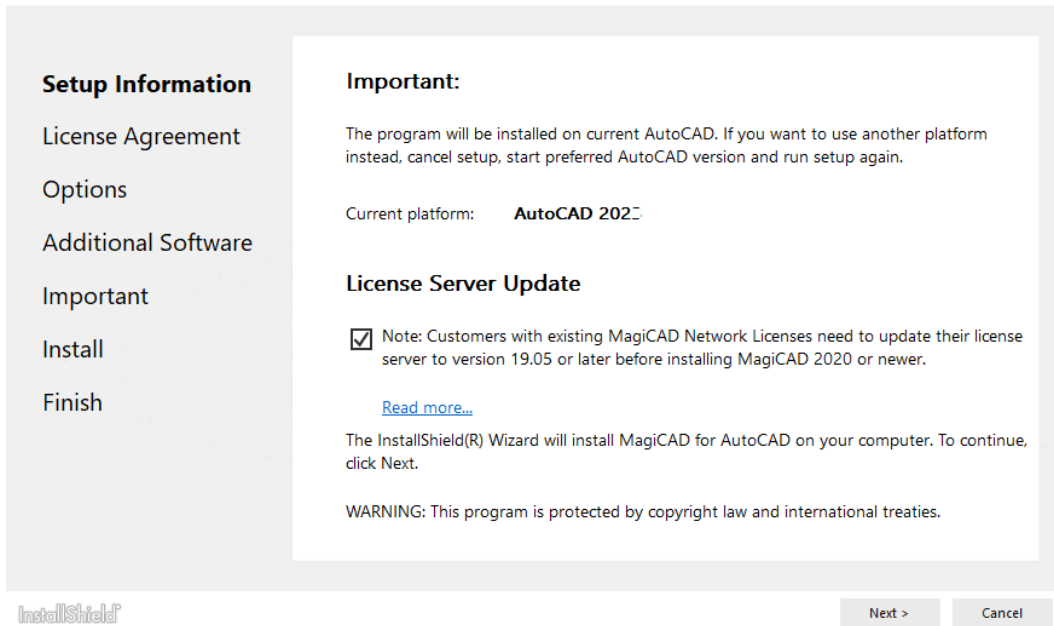 Setup Information
License Agreement
Options
Additional Software
Important
Install
Finish
Important:
The program will be installed on current AutoCAD. If you want to use another platform
instead, cancel setup, start preferred AutoCAD version and run setup again.
Current platform: AutoCAD
License Server Update
Note: Customers with existing MagiCAD Network Licenses need to update their license
server to version 19.05 or later before installing MagiCAD 2020 or newer.
Read more...
The InstallShield(R) Wizard will install MagiCAD for AutoCAD on your computer. To continue,
click Next.
WARNING: This program is protected by copyright law and international treaties.
InstallShield
Next >
Cancel